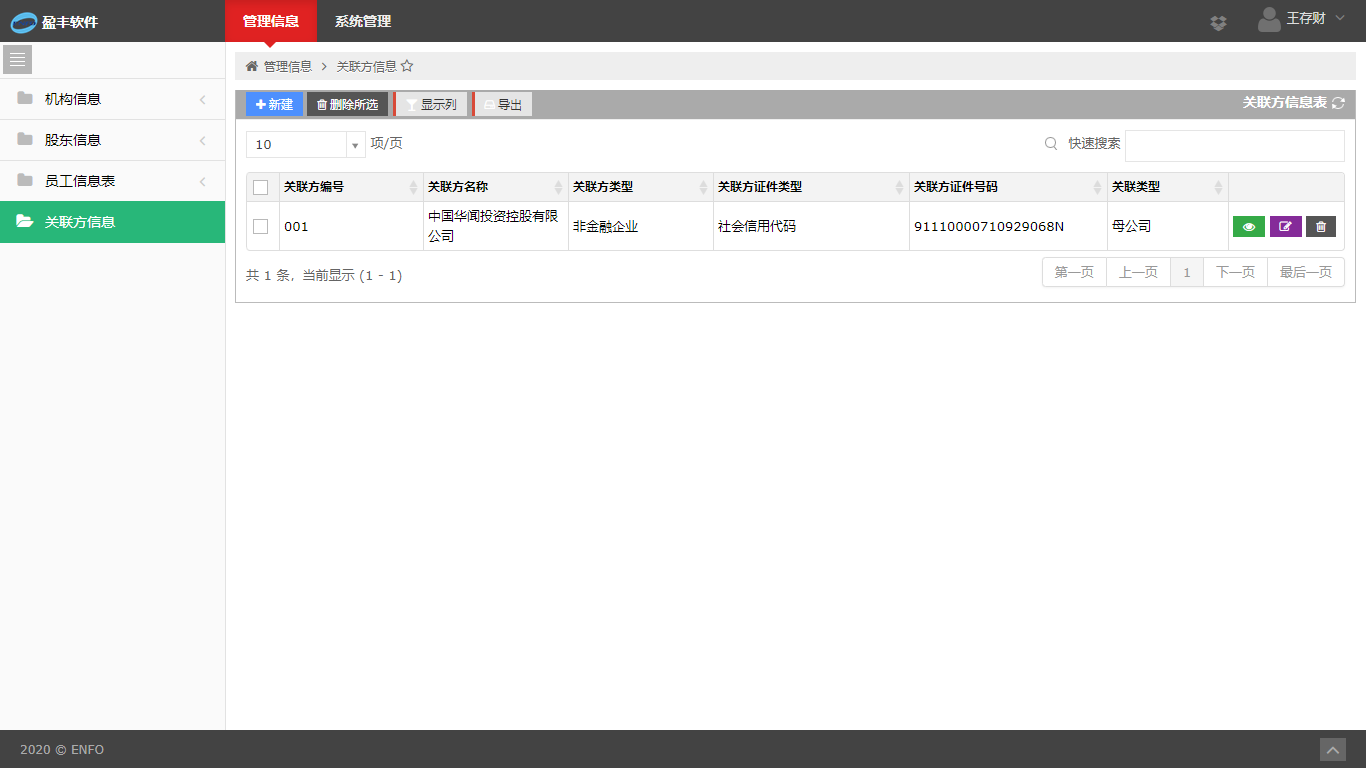 盈丰软件
管理信息
系统管理
王存财
机构信息
股东信息
员工信息表
关联方信息
管理信息
关联方信息
新建
删除所选
显示列
导出
关联方信息表
10
项/页
快速搜索
关联方编号 关联方名称 关联方类型 关联方证件类型 关联方证件号码 关联类型
001 中国华闻投资控股有限 非金融企业 社会信用代码 91110000710929068N 母公司
公司
共 1 条，当前显示 (1 - 1)
第一页 上一页 1 下一页 最后一页
2020 © ENFO